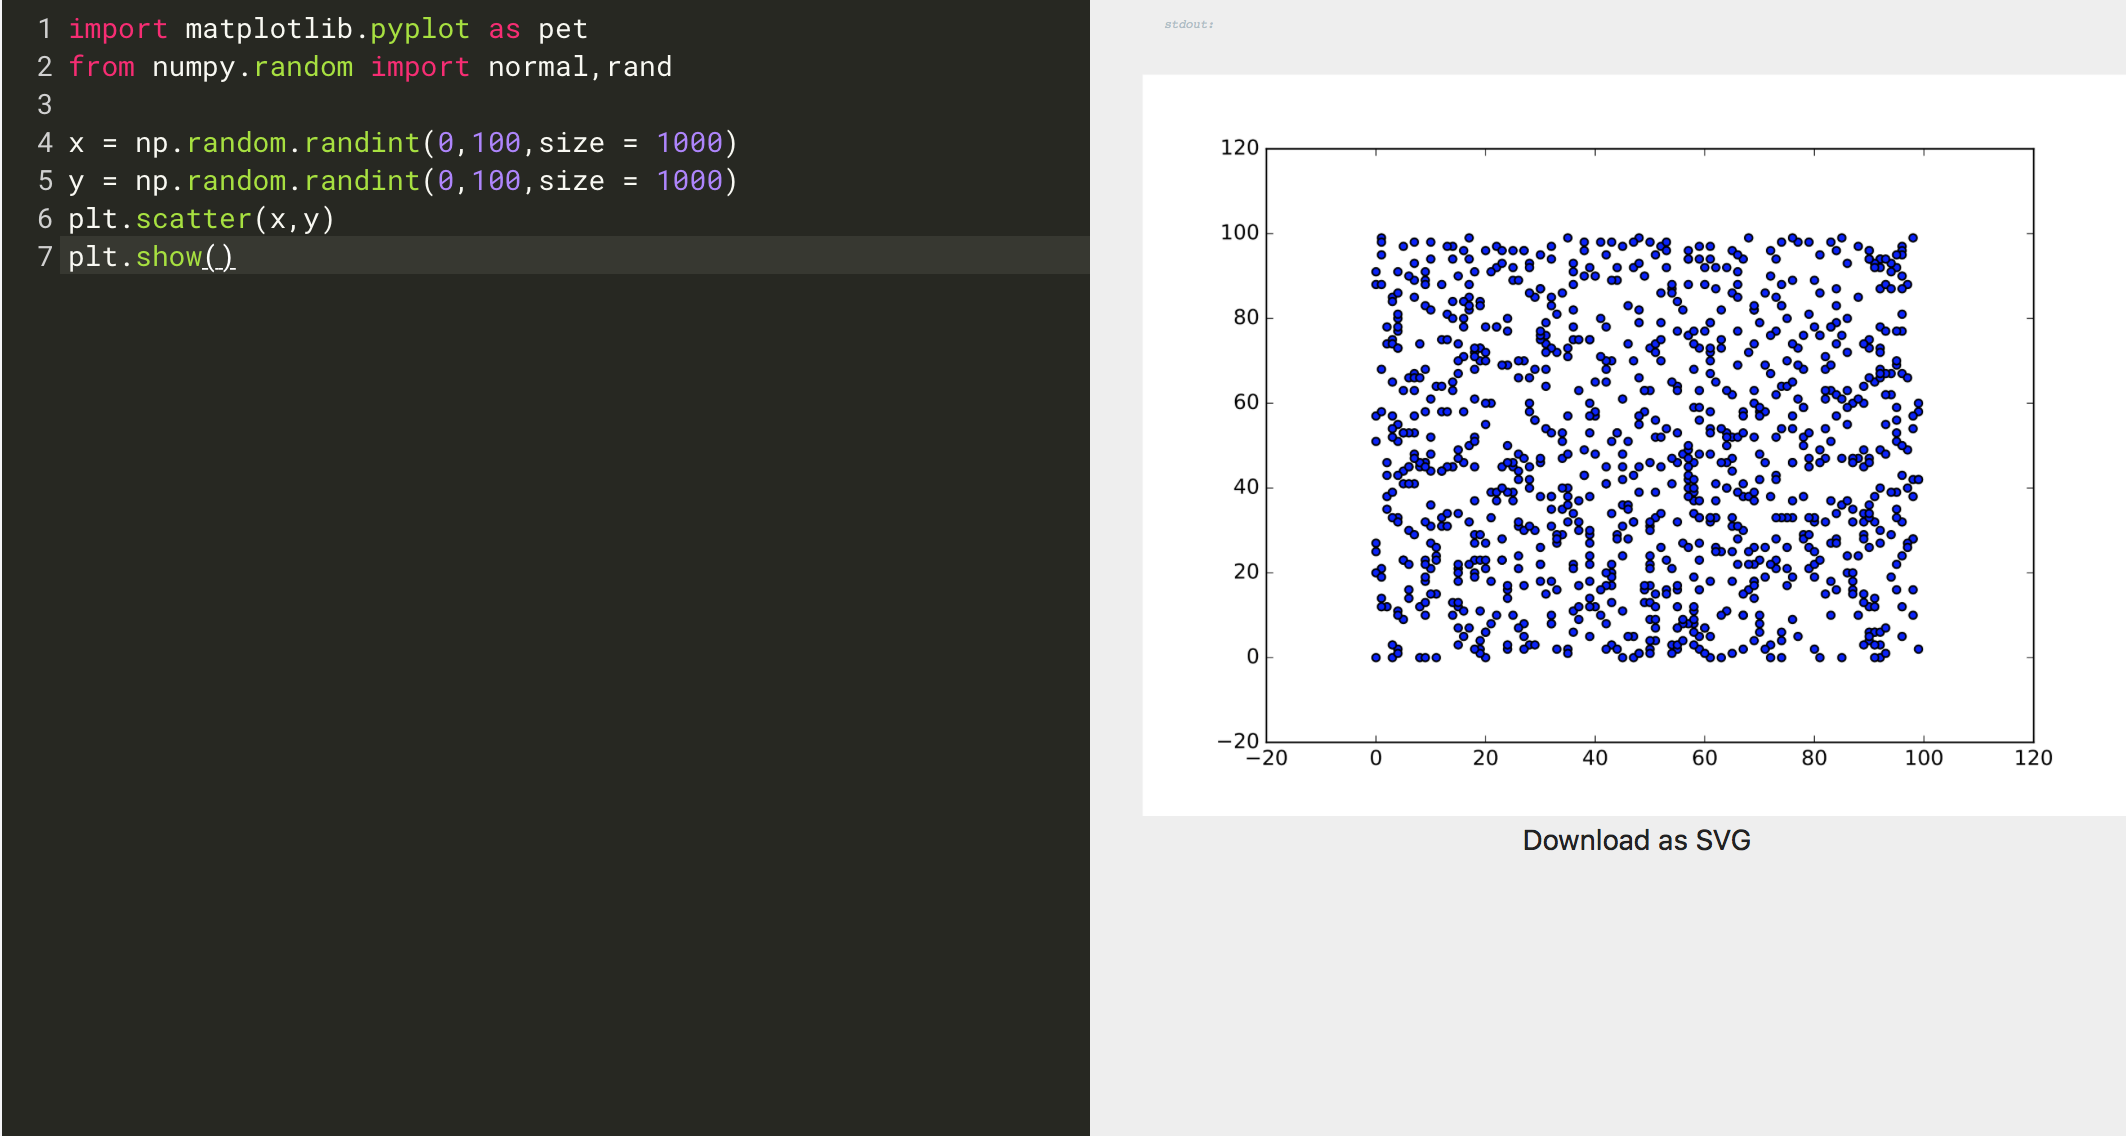 1 import matplotlib.pyplot as pet
2 from numpy.random import normal,rand
3
4 x = np.random.randint(0,100,size = 1000)
5 y = np.random.randint(0,100,size = 1000)
6 plt.scatter(x,y)
7 plt.show()
stdout:
120
100
80
60
40
20
0
−20
−20 0 20 40 60 80 100 120
Download as SVG